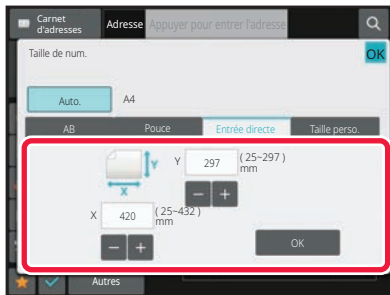 Carnet d'adresses
Adresse
Appuyer pour entrer l'adresse
Taille de num.
OK
Auto.
A4
AB
Pouce
Entrée directe
Taille perso.
Y
Y
297
( 25~297 )
mm
X
− +
X
420
( 25~432 )
mm
− +
OK
Autres